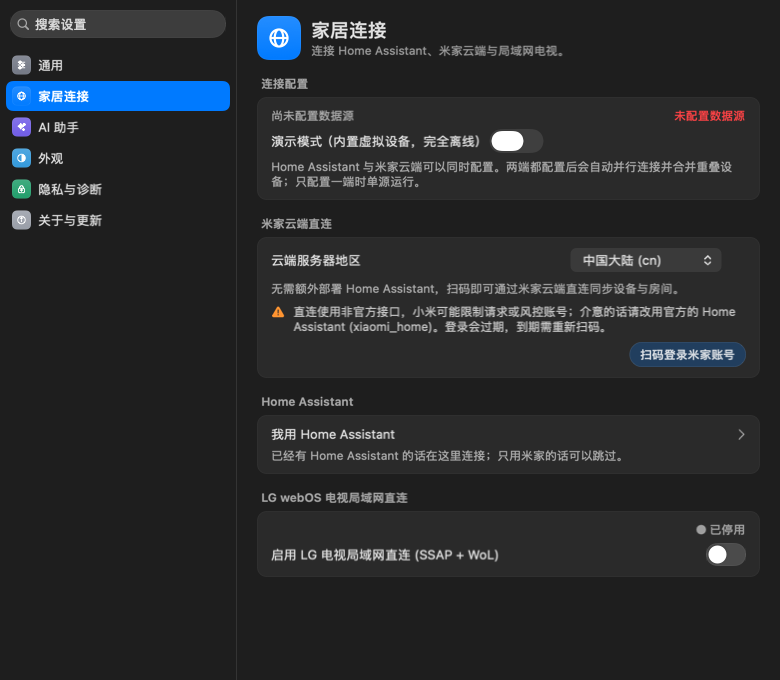 搜索设置
通用
家居连接
AI 助手
外观
隐私与诊断
关于与更新
家居连接
连接 Home Assistant、米家云端与局域网电视。
连接配置
尚未配置数据源
未配置数据源
演示模式（内置虚拟设备，完全离线）
Home Assistant 与米家云端可以同时配置。两端都配置后会自动并行连接并合并重叠设
备；只配置一端时单源运行。
米家云端直连
云端服务器地区
中国大陆 (cn)
无需额外部署 Home Assistant，扫码即可通过米家云端直连同步设备与房间。
直连使用非官方接口，小米可能限制请求或风控账号；介意的话请改用官方的 Home
Assistant (xiaomi_home)。登录会过期，到期需重新扫码。
扫码登录米家账号
Home Assistant
我用 Home Assistant
已经有 Home Assistant 的话在这里连接；只用米家的话可以跳过。
LG webOS 电视局域网直连
已停用
启用 LG 电视局域网直连 (SSAP + WoL)